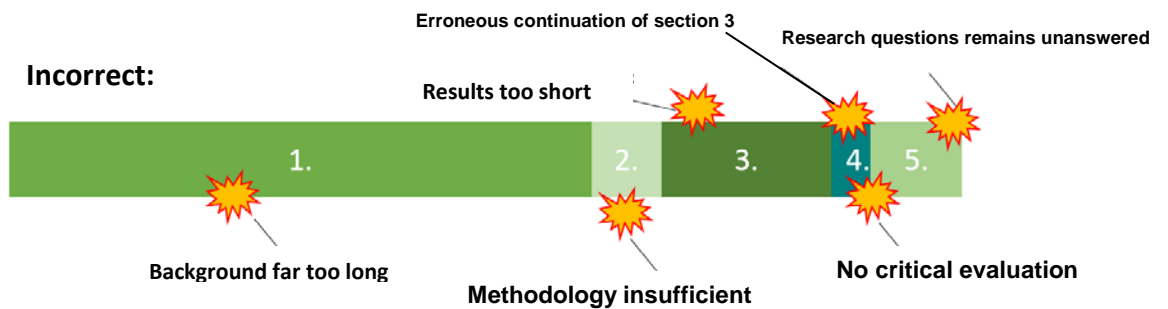 Erroneous continuation of section 3
Research questions remains unanswered
Incorrect:
Results too short
1.
2.
3.
4.
5.
Background far too long
No critical evaluation
Methodology insufficient